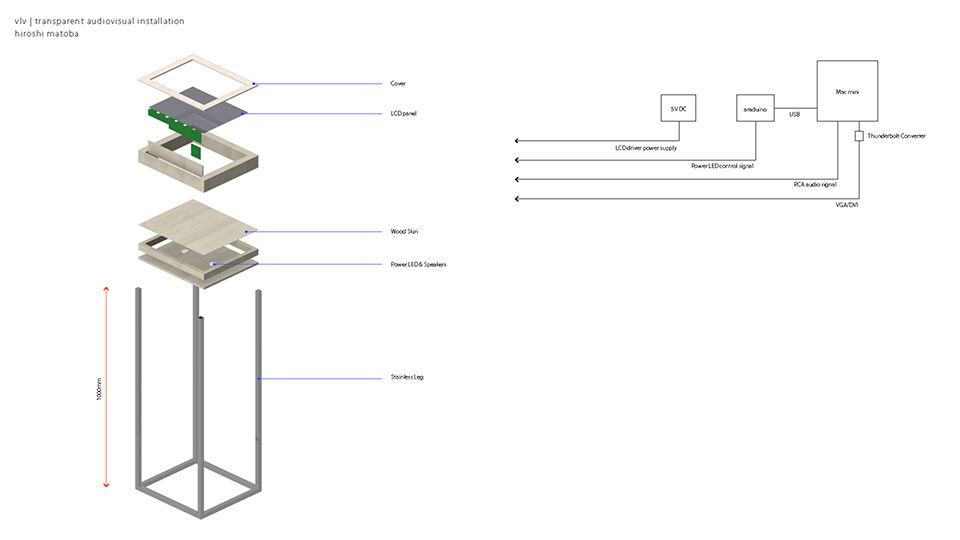 vlv | transparent audiovisual installation
hiroshi matoba
Cover
LCD panel
Wood Skin
Power LED & Speakers
Stainless Leg
1000mm
5V DC
araduino
USB
Mac mini
Thunderbolt Converter
LCD driver power supply
Power LED control signal
RCA audio signal
VGA/DVI